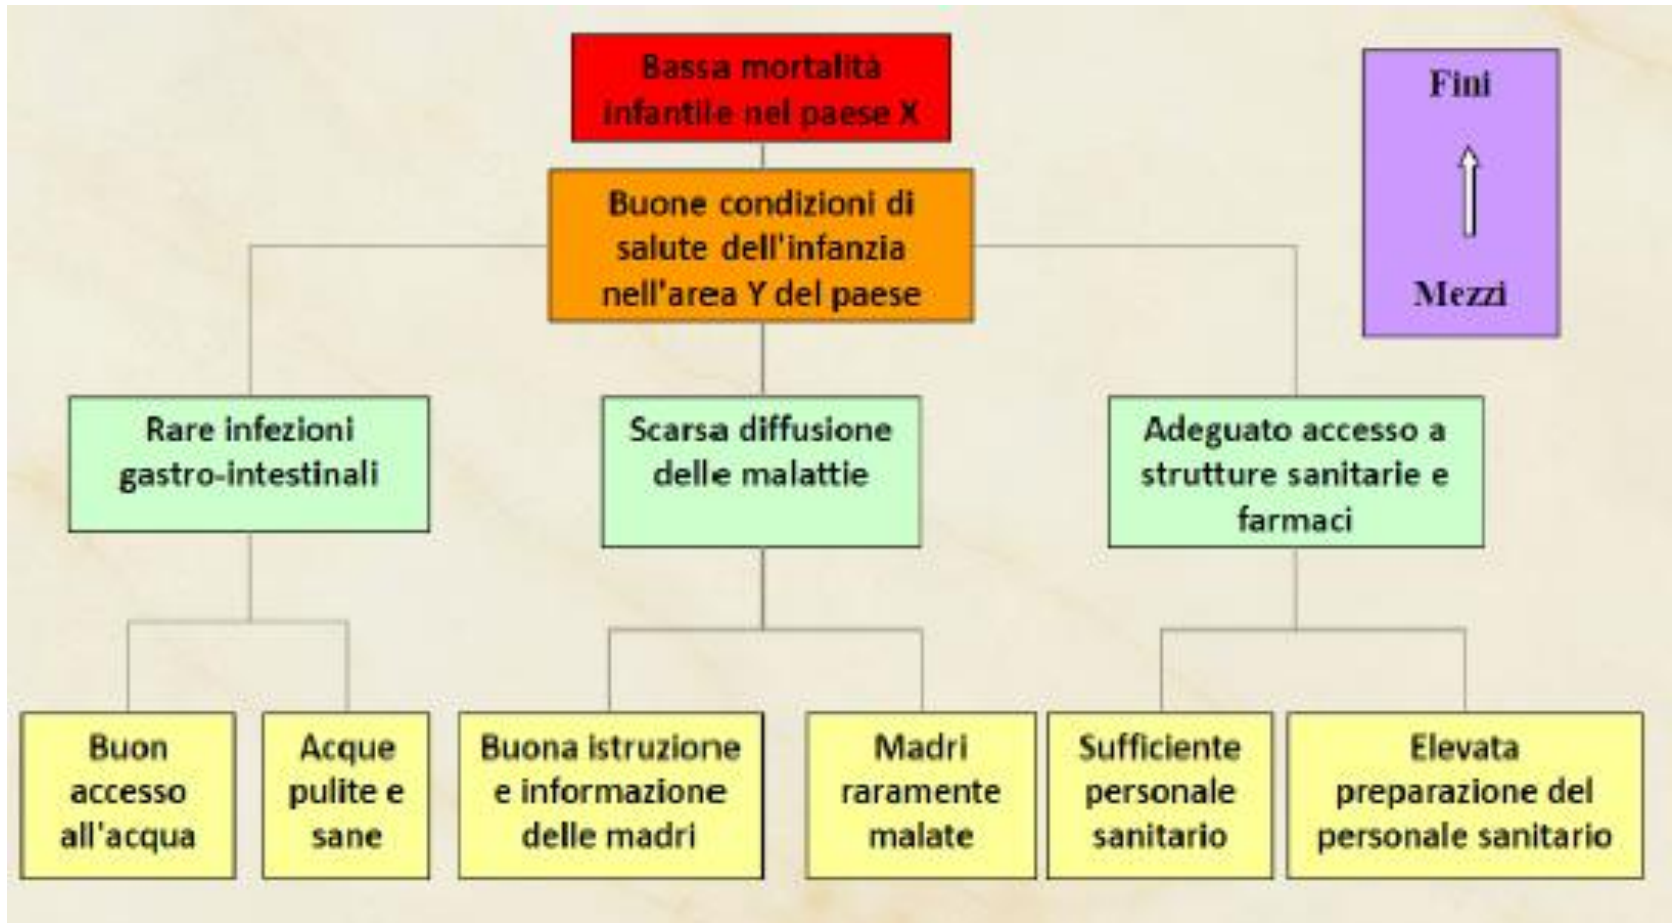 Bassa mortalità
infantile nel paese X
Fini
Mezzi
Buone condizioni di
salute dell'infanzia
nell'area Y del paese
Rare infezioni
gastro-intestinali
Scarsa diffusione
delle malattie
Adeguato accesso a
strutture sanitarie e
farmaci
Buon
accesso
all'acqua
Acque
pulite e
sane
Buona istruzione
e informazione
delle madri
Madri
raramente
malate
Sufficiente
personale
sanitario
Elevata
preparazione del
personale sanitario